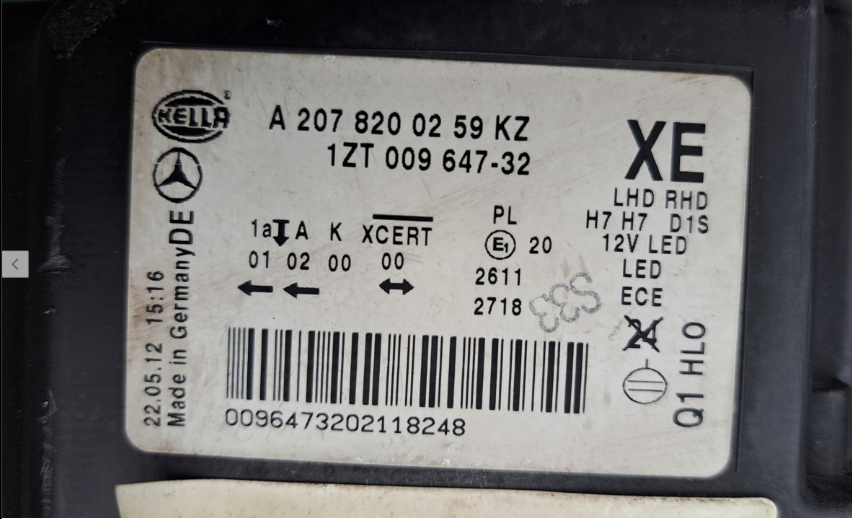 HELLA ®
A 207 820 02 59 KZ
1ZT 009 647-32
XE
LHD RHD
H7 H7 D1S
12V LED
LED
ECE
24
1a A K XCERT
01 02 00 00
PL
E1 20
2611
2718
S33
0096473202118248
22.05.12 15:16
Made in Germany DE
Q1 HLO